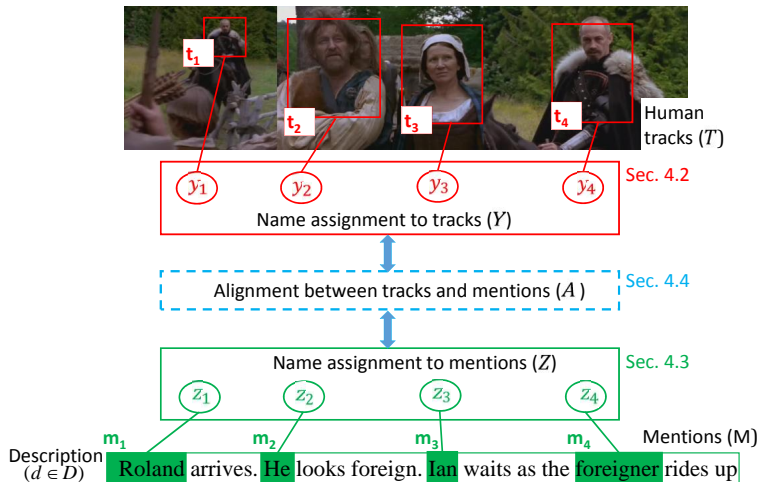 t1
t2
t3
t4
Human
tracks (T)
y1
y2
y3
y4
Sec. 4.2
Name assignment to tracks (Y)
Alignment between tracks and mentions (A )
Sec. 4.4
Name assignment to mentions (Z)
Sec. 4.3
z1
z2
z3
z4
m1
m2
m3
m4
Mentions (M)
Description
(d ∈ D)
Roland arrives. He looks foreign. Ian waits as the foreigner rides up